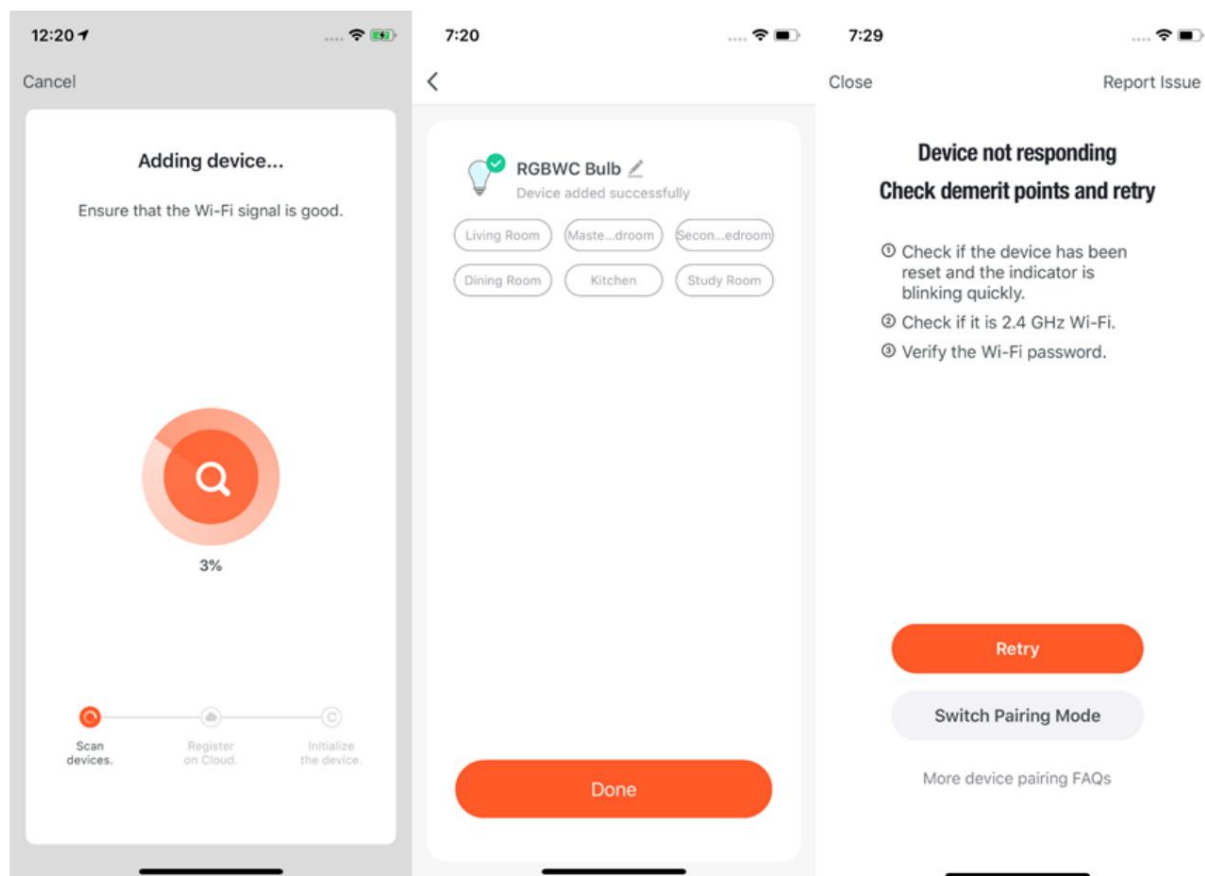 12:20
Cancel
Adding device...
Ensure that the Wi-Fi signal is good.
3%
Scan
devices.
Register
on Cloud.
Initialize
the device.
7:20
RGBWC Bulb
Device added successfully
Living Room
Maste...droom
Secon...edroom
Dining Room
Kitchen
Study Room
Done
7:29
Close
Report Issue
Device not responding
Check demerit points and retry
① Check if the device has been
reset and the indicator is
blinking quickly.
② Check if it is 2.4 GHz Wi-Fi.
③ Verify the Wi-Fi password.
Retry
Switch Pairing Mode
More device pairing FAQs